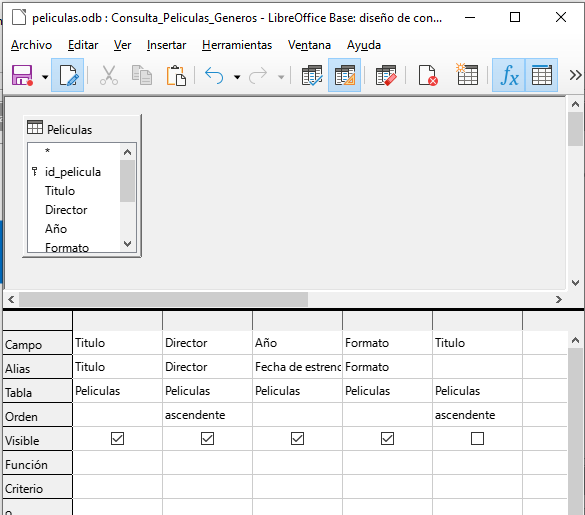 peliculas.odb : Consulta_Peliculas_Generos - LibreOffice Base: diseño de con...
Archivo Editar Ver Insertar Herramientas Ventana Ayuda
fx
Peliculas
*
id_pelicula
Titulo
Director
Año
Formato
Campo Titulo Director Año Formato Titulo
Alias Titulo Director Fecha de estrenc Formato
Tabla Peliculas Peliculas Peliculas Peliculas Peliculas
Orden ascendente ascendente
Visible
Función
Criterio
o